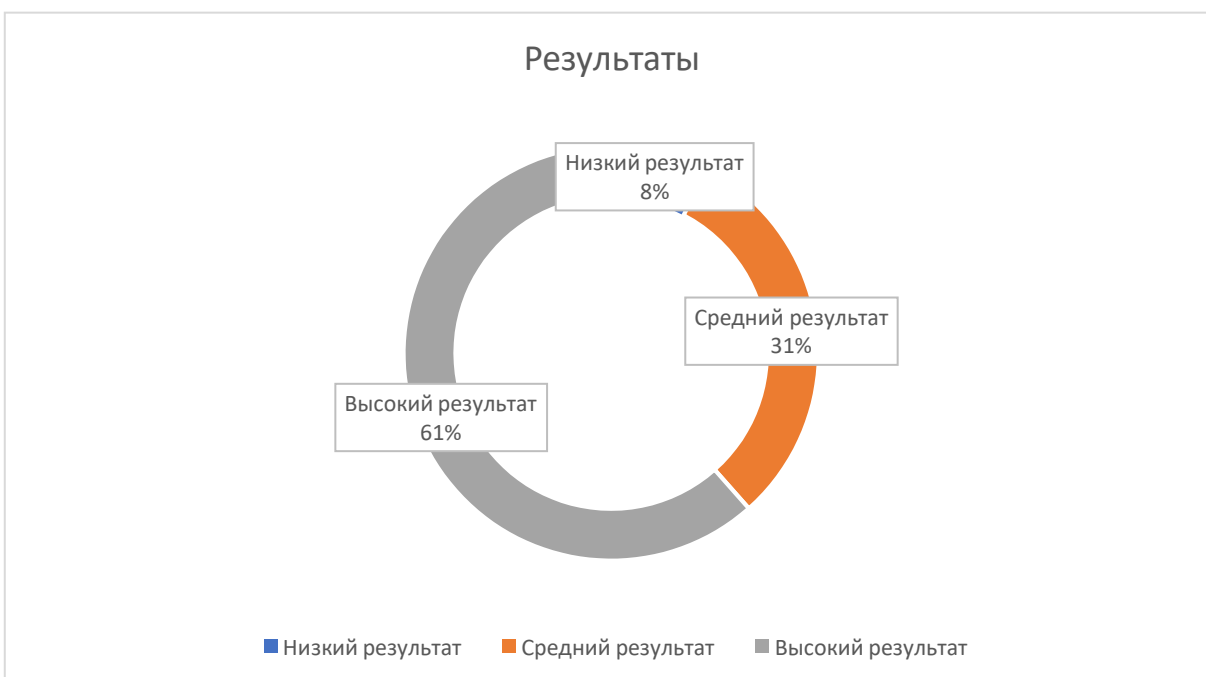 Результаты
Низкий результат
8%
Средний результат
31%
Высокий результат
61%
Низкий результат
Средний результат
Высокий результат